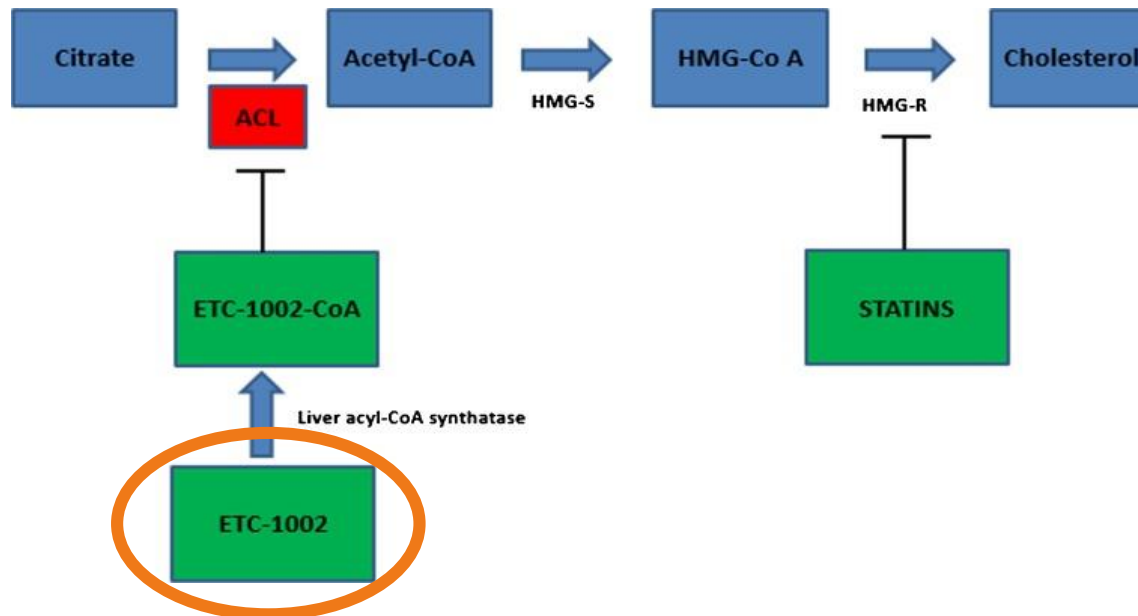 Citrate
Acetyl-CoA
HMG-Co A
Cholesterol
ACL
HMG-S
HMG-R
ETC-1002-CoA
STATINS
Liver acyl-CoA synthatase
ETC-1002